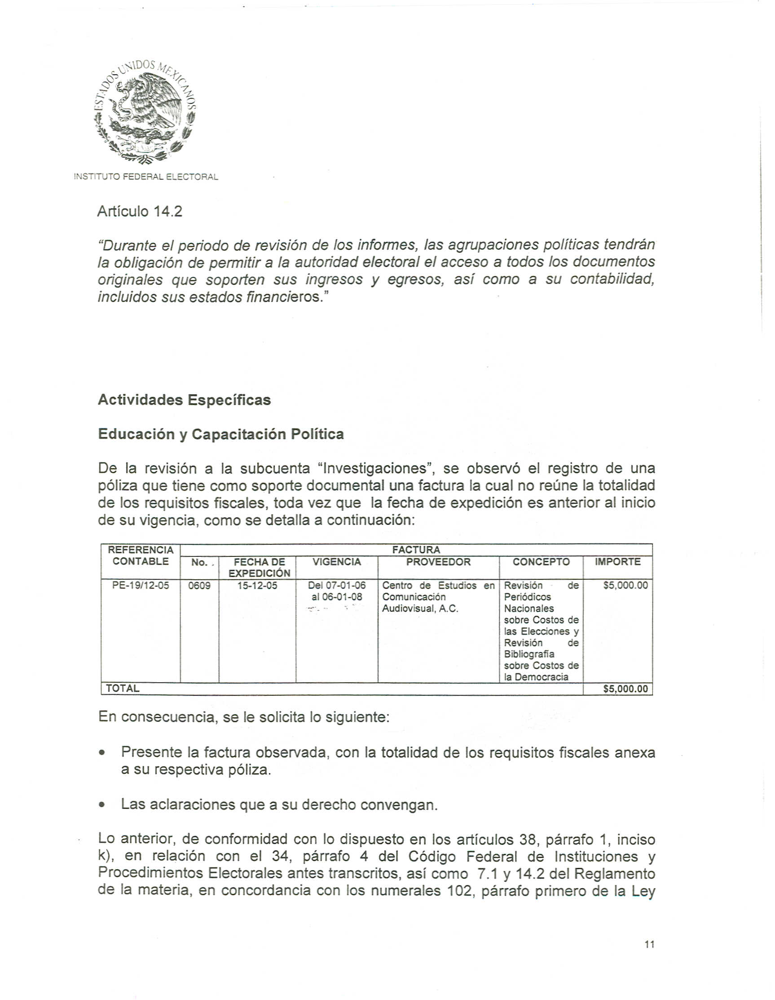 ESTADOS UNIDOS MEXICANOS
INSTITUTO FEDERAL ELECTORAL
Artículo 14.2
“Durante el periodo de revisión de los informes, las agrupaciones políticas tendrán
la obligación de permitir a la autoridad electoral el acceso a todos los documentos
originales que soporten sus ingresos y egresos, así como a su contabilidad,
incluidos sus estados financieros.”
Actividades Específicas
Educación y Capacitación Política
De la revisión a la subcuenta “Investigaciones”, se observó el registro de una
póliza que tiene como soporte documental una factura la cual no reúne la totalidad
de los requisitos fiscales, toda vez que la fecha de expedición es anterior al inicio
de su vigencia, como se detalla a continuación:
REFERENCIA CONTABLE FACTURA
No. FECHA DE EXPEDICIÓN VIGENCIA PROVEEDOR CONCEPTO IMPORTE
PE-19/12-05 0609 15-12-05 Del 07-01-06 Centro de Estudios en Revisión de $5,000.00
al 06-01-08 Comunicación Periódicos
Audiovisual, A.C. Nacionales
sobre Costos de
las Elecciones y
Revisión de
Bibliografía
sobre Costos de
la Democracia
TOTAL $5,000.00
En consecuencia, se le solicita lo siguiente:
• Presente la factura observada, con la totalidad de los requisitos fiscales anexa
a su respectiva póliza.
• Las aclaraciones que a su derecho convengan.
Lo anterior, de conformidad con lo dispuesto en los artículos 38, párrafo 1, inciso
k), en relación con el 34, párrafo 4 del Código Federal de Instituciones y
Procedimientos Electorales antes transcritos, así como 7.1 y 14.2 del Reglamento
de la materia, en concordancia con los numerales 102, párrafo primero de la Ley
11